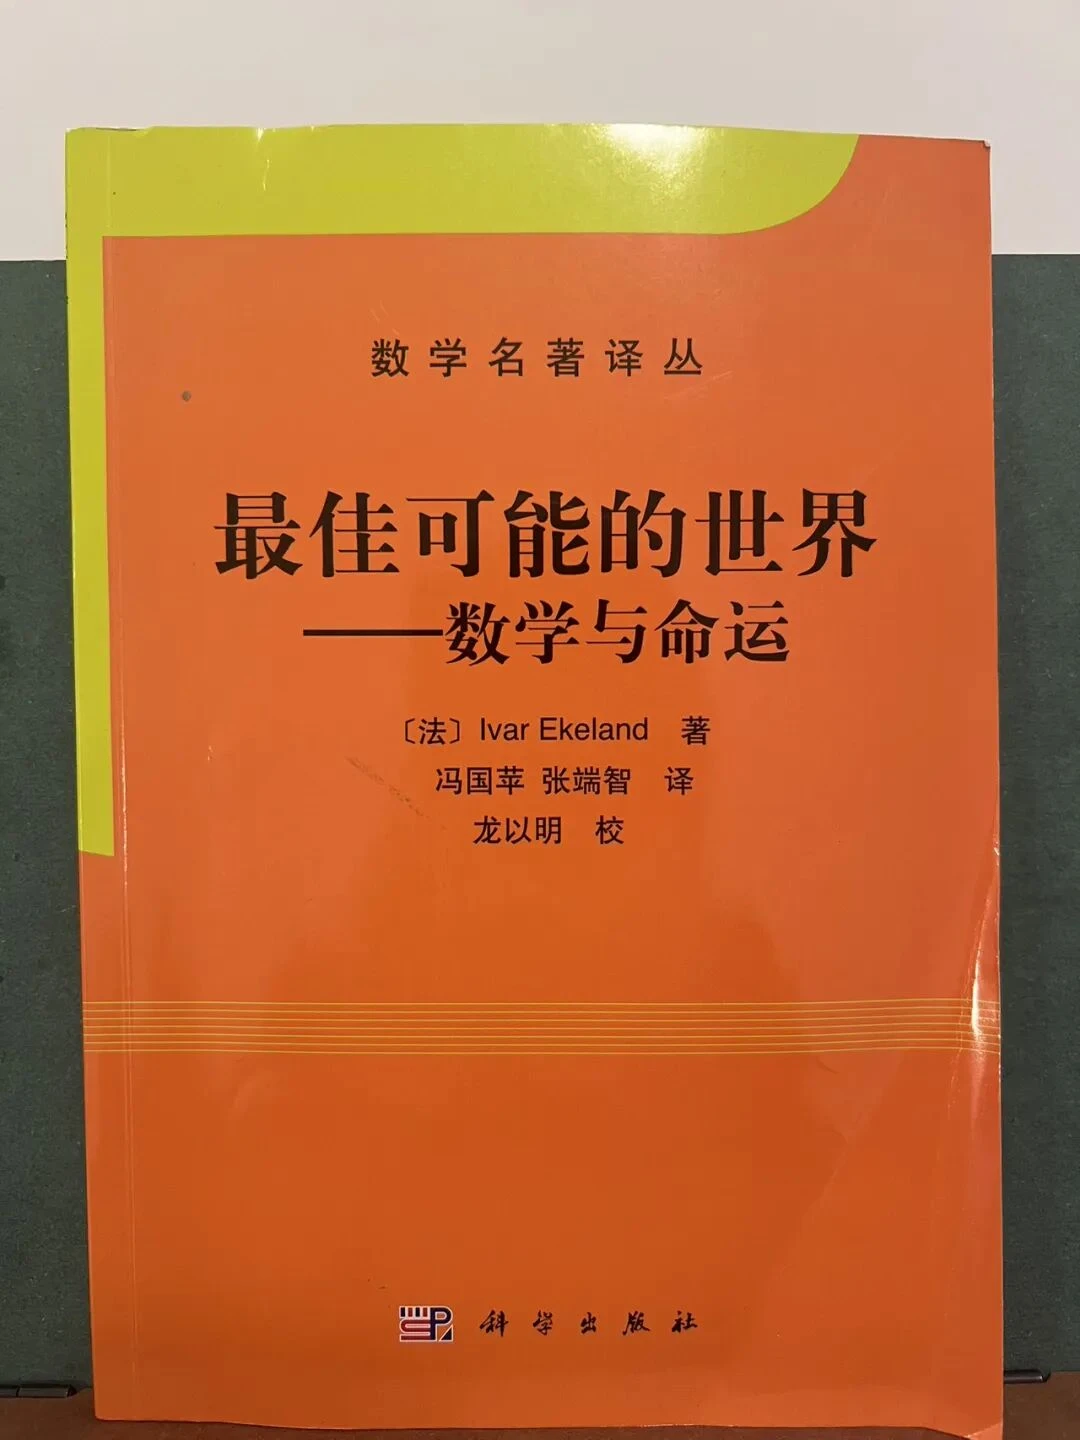 数学名著译丛
最佳可能的世界
——数学与命运
〔法〕Ivar Ekeland 著
冯国苹 张端智 译
龙以明 校
科学出版社